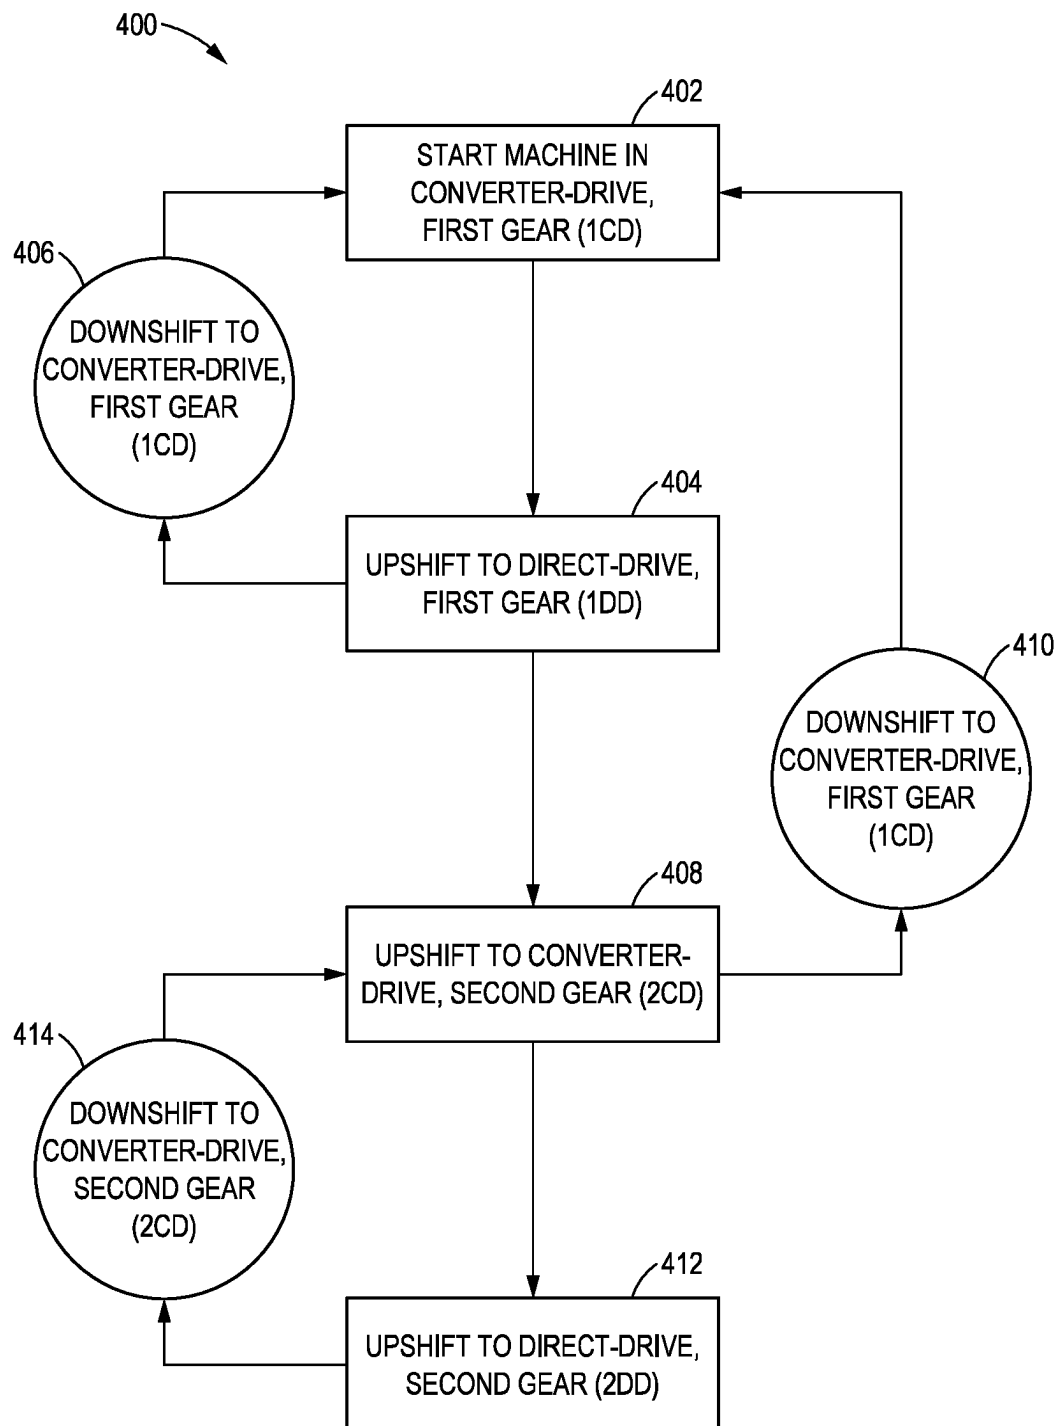 400
402
START MACHINE IN
CONVERTER-DRIVE,
FIRST GEAR (1CD)
406
DOWNSHIFT TO
CONVERTER-DRIVE,
FIRST GEAR
(1CD)
404
UPSHIFT TO DIRECT-DRIVE,
FIRST GEAR (1DD)
410
DOWNSHIFT TO
CONVERTER-DRIVE,
FIRST GEAR
(1CD)
408
UPSHIFT TO CONVERTER-
DRIVE, SECOND GEAR (2CD)
414
DOWNSHIFT TO
CONVERTER-DRIVE,
SECOND GEAR
(2CD)
412
UPSHIFT TO DIRECT-DRIVE,
SECOND GEAR (2DD)